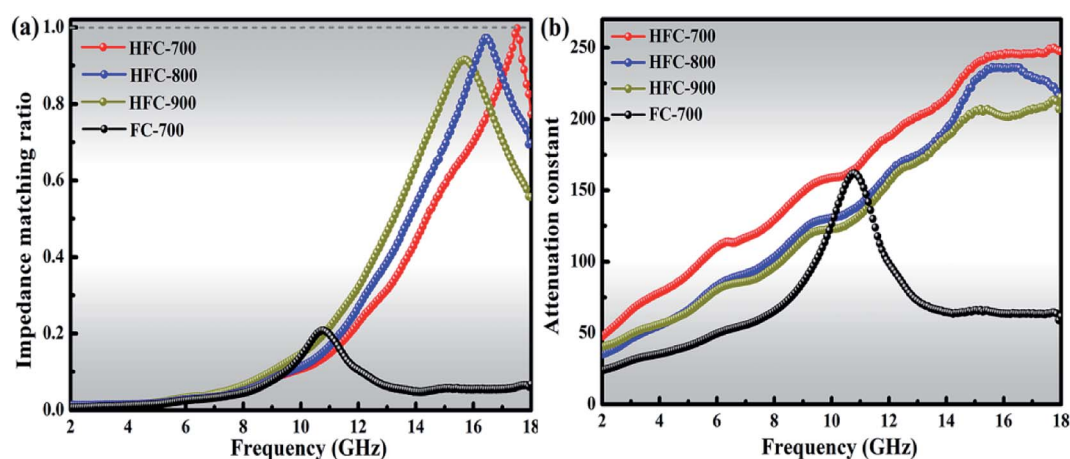 (a)
HFC-700
HFC-800
HFC-900
FC-700
Impedance matching ratio
1.0
0.8
0.6
0.4
0.2
0.0
2 4 6 8 10 12 14 16 18
Frequency (GHz)
(b)
HFC-700
HFC-800
HFC-900
FC-700
Attenuation constant
250
200
150
100
50
0
2 4 6 8 10 12 14 16 18
Frequency (GHz)